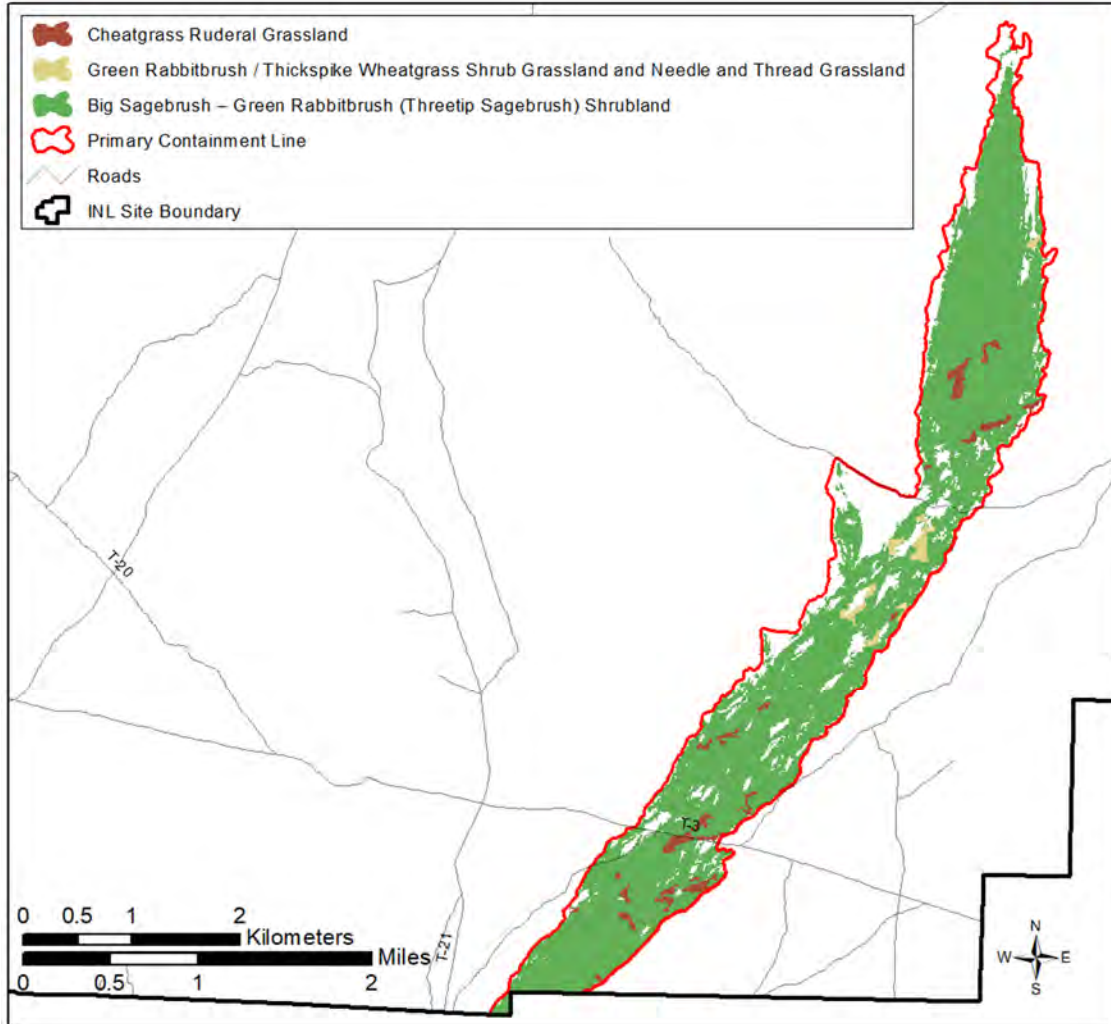 Cheatgrass Ruderal Grassland
Green Rabbitbrush / Thickspike Wheatgrass Shrub Grassland and Needle and Thread Grassland
Big Sagebrush – Green Rabbitbrush (Threetip Sagebrush) Shrubland
Primary Containment Line
Roads
INL Site Boundary
T-20
T-3
T-21
0 0.5 1 2
Kilometers
Miles
0 0.5 1 2
N
W E
S